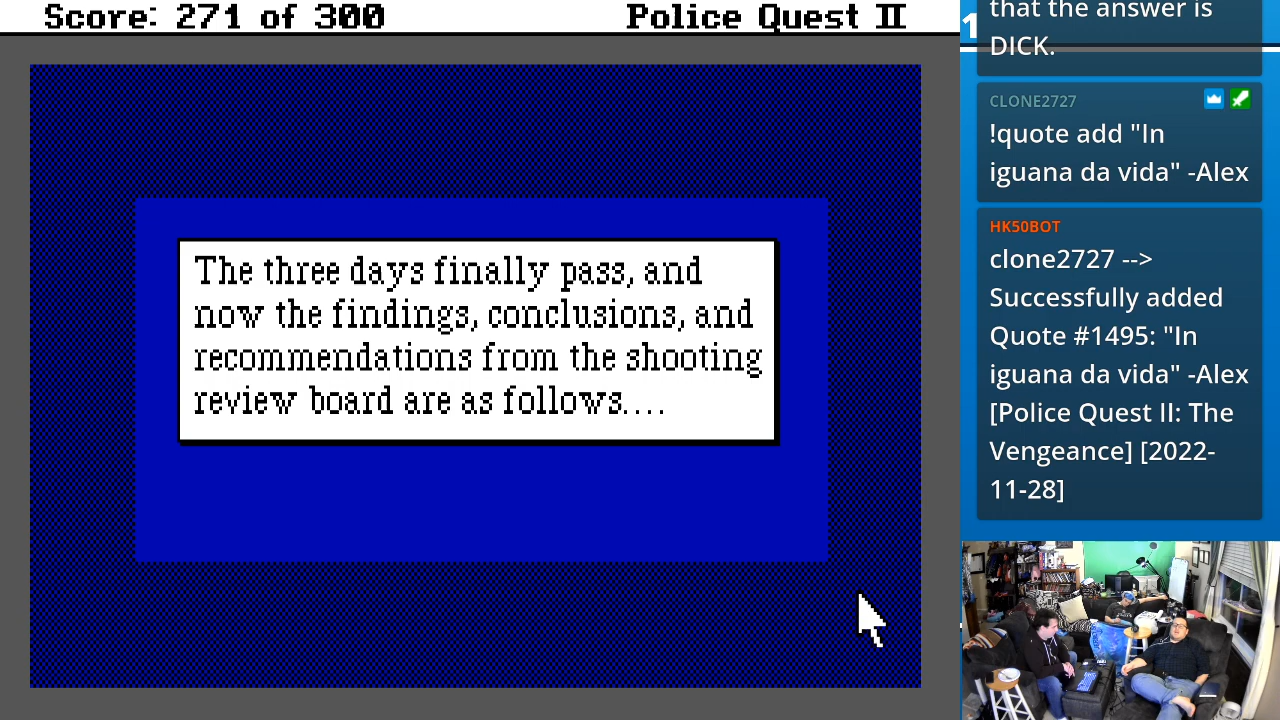 Score: 271 of 300
Police Quest II
The three days finally pass, and
now the findings, conclusions, and
recommendations from the shooting
review board are as follows....
1
that the answer is
DICK.
CLONE2727
!quote add "In
iguana da vida" -Alex
HK50BOT
clone2727 -->
Successfully added
Quote #1495: "In
iguana da vida" -Alex
[Police Quest II: The
Vengeance] [2022-
11-28]